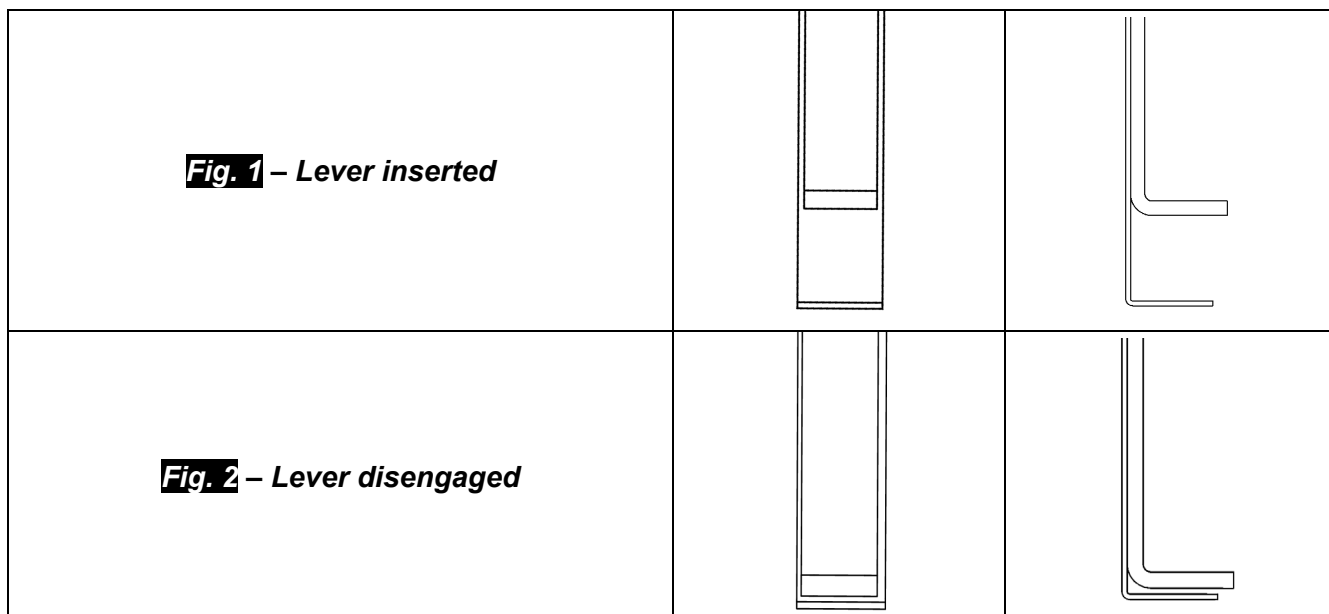 Fig. 1 – Lever inserted
Fig. 2 – Lever disengaged